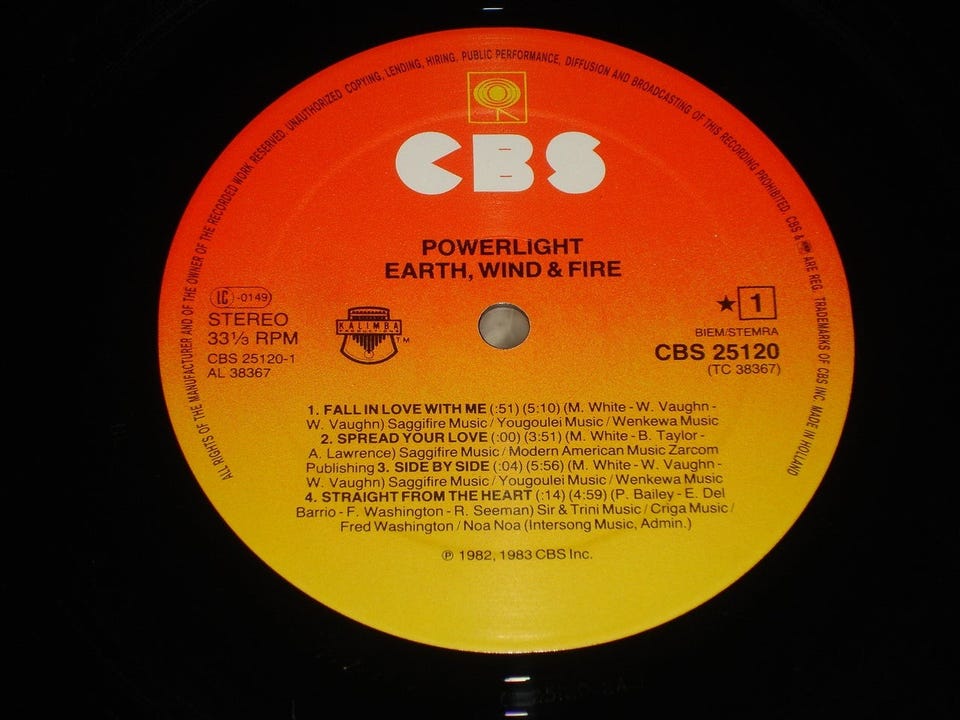 ALL RIGHTS OF THE MANUFACTURER AND OF THE OWNER OF THE RECORDED WORK RESERVED. UNAUTHORIZED COPYING, LENDING, HIRING, PUBLIC PERFORMANCE, DIFFUSION AND BROADCASTING OF THIS RECORDING PROHIBITED. CBS & ARE REG. TRADEMARKS OF CBS INC. MADE IN HOLLAND
CBS
POWERLIGHT
EARTH, WIND & FIRE
LC-0149
STEREO
33⅓ RPM
CBS 25120-1
AL 38367
KALIMBA
PRODUCTIONS
TM
★ 1
BIEM/STEMRA
CBS 25120
(TC 38367)
1. FALL IN LOVE WITH ME (:51) (5:10) (M. White - W. Vaughn -
W. Vaughn) Saggifire Music / Yougoulei Music / Wenkewa Music
2. SPREAD YOUR LOVE (:00) (3:51) (M. White - B. Taylor -
A. Lawrence) Saggifire Music / Modern American Music Zarcom
Publishing 3. SIDE BY SIDE (:04) (5:56) (M. White - W. Vaughn -
W. Vaughn) Saggifire Music / Yougoulei Music / Wenkewa Music
4. STRAIGHT FROM THE HEART (:14) (4:59) (P. Bailey - E. Del
Barrio - F. Washington - R. Seeman) Sir & Trini Music / Criga Music /
Fred Washington / Noa Noa (Intersong Music, Admin.)
℗ 1982, 1983 CBS Inc.